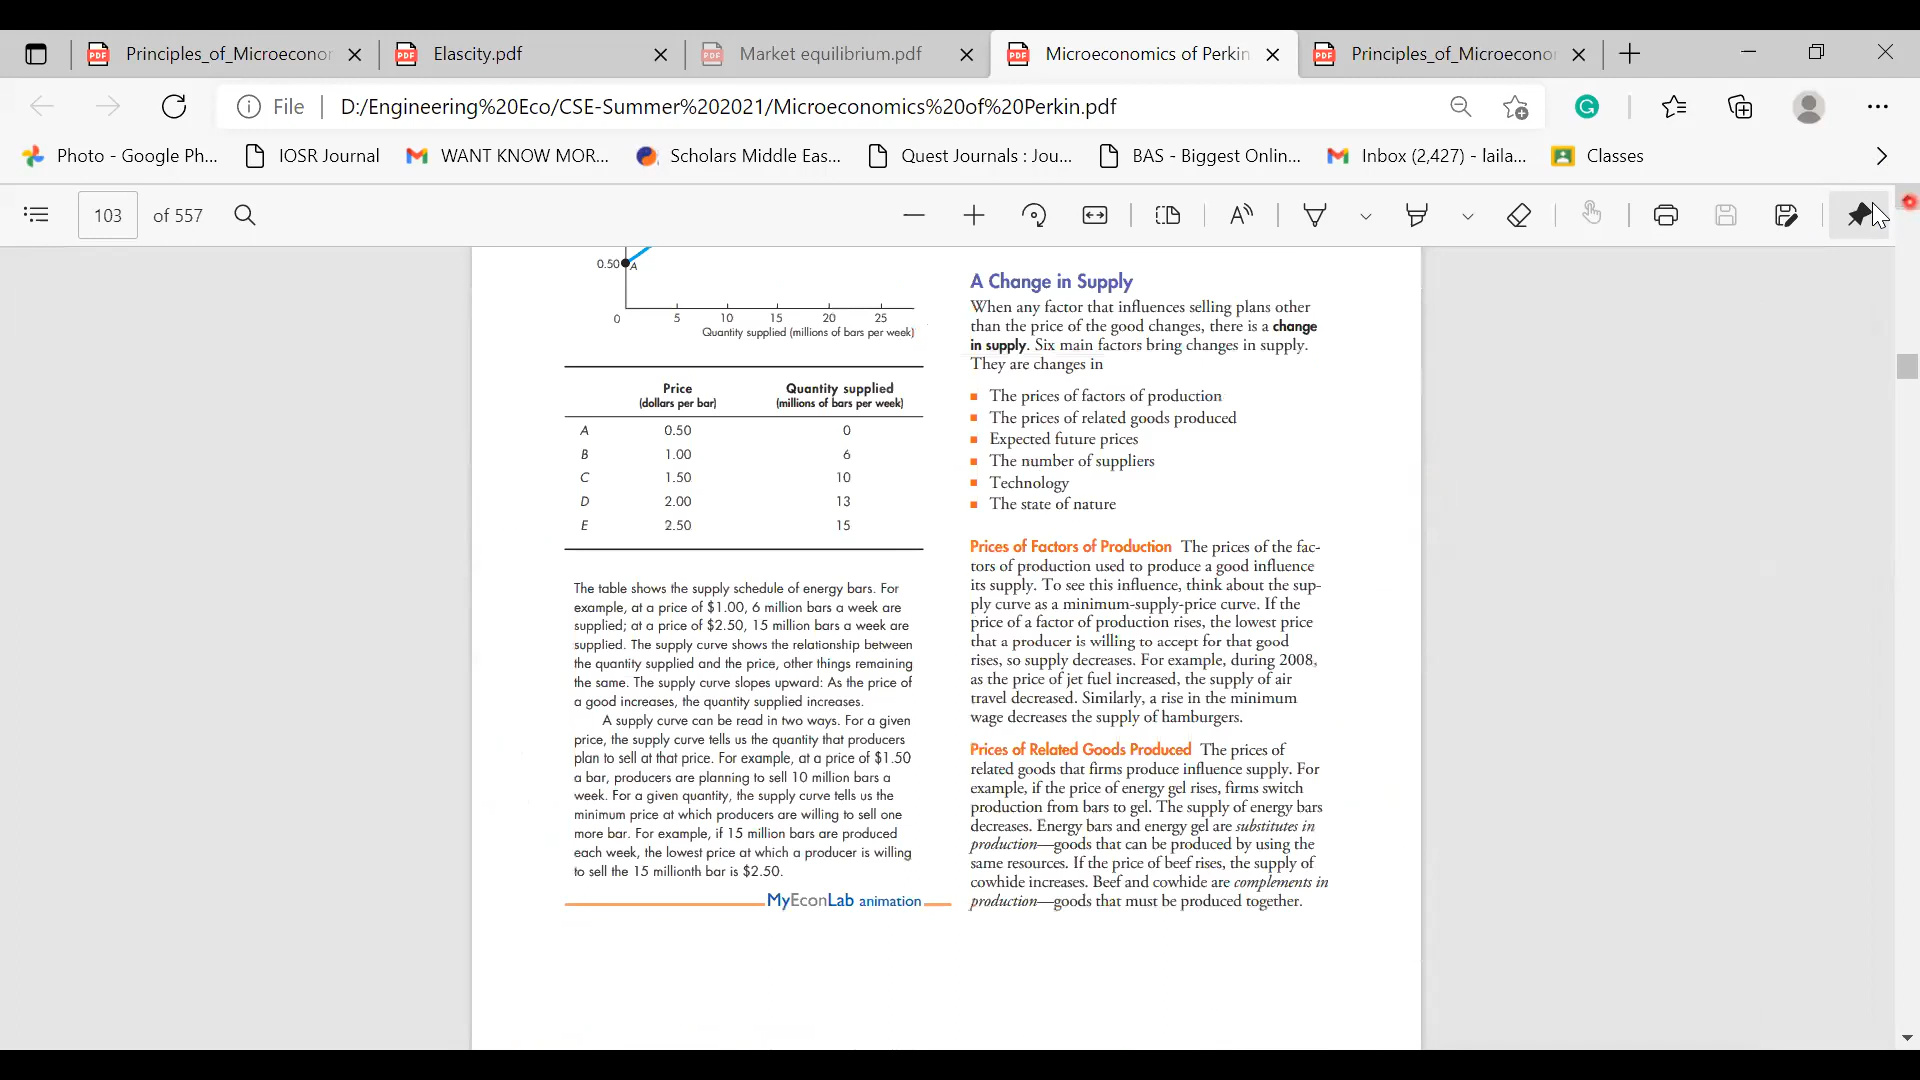 Principles_of_Microeconor
Elascity.pdf
Market equilibrium.pdf
Microeconomics of Perkin
Principles_of_Microeconor
File
D:/Engineering%20Eco/CSE-Summer%202021/Microeconomics%20of%20Perkin.pdf
Photo - Google Ph...
IOSR Journal
WANT KNOW MOR...
Scholars Middle Eas...
Quest Journals : Jou...
BAS - Biggest Onlin...
Inbox (2,427) - laila...
Classes
103 of 557
0.50 A
0 5 10 15 20 25
Quantity supplied (millions of bars per week)
Price Quantity supplied
(dollars per bar) (millions of bars per week)
A 0.50 0
B 1.00 6
C 1.50 10
D 2.00 13
E 2.50 15
The table shows the supply schedule of energy bars. For
example, at a price of $1.00, 6 million bars a week are
supplied; at a price of $2.50, 15 million bars a week are
supplied. The supply curve shows the relationship between
the quantity supplied and the price, other things remaining
the same. The supply curve slopes upward: As the price of
a good increases, the quantity supplied increases.
A supply curve can be read in two ways. For a given
price, the supply curve tells us the quantity that producers
plan to sell at that price. For example, at a price of $1.50
a bar, producers are planning to sell 10 million bars a
week. For a given quantity, the supply curve tells us the
minimum price at which producers are willing to sell one
more bar. For example, if 15 million bars are produced
each week, the lowest price at which a producer is willing
to sell the 15 millionth bar is $2.50.
MyEconLab animation
A Change in Supply
When any factor that influences selling plans other
than the price of the good changes, there is a change
in supply. Six main factors bring changes in supply.
They are changes in
■ The prices of factors of production
■ The prices of related goods produced
■ Expected future prices
■ The number of suppliers
■ Technology
■ The state of nature
Prices of Factors of Production The prices of the fac-
tors of production used to produce a good influence
its supply. To see this influence, think about the sup-
ply curve as a minimum-supply-price curve. If the
price of a factor of production rises, the lowest price
that a producer is willing to accept for that good
rises, so supply decreases. For example, during 2008,
as the price of jet fuel increased, the supply of air
travel decreased. Similarly, a rise in the minimum
wage decreases the supply of hamburgers.
Prices of Related Goods Produced The prices of
related goods that firms produce influence supply. For
example, if the price of energy gel rises, firms switch
production from bars to gel. The supply of energy bars
decreases. Energy bars and energy gel are substitutes in
production—goods that can be produced by using the
same resources. If the price of beef rises, the supply of
cowhide increases. Beef and cowhide are complements in
production—goods that must be produced together.